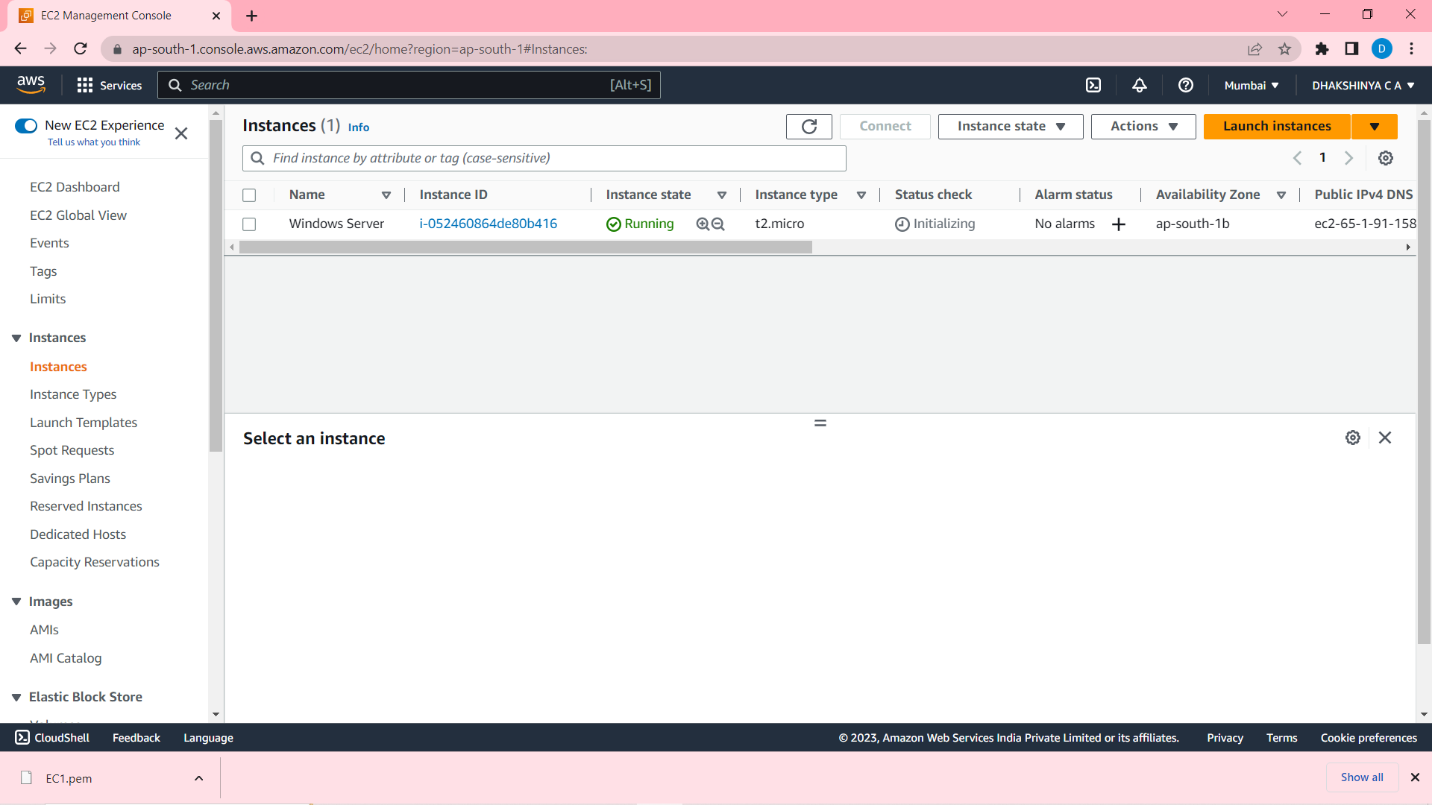 EC2 Management Console
ap-south-1.console.aws.amazon.com/ec2/home?region=ap-south-1#Instances:
D
aws
Services
Search
[Alt+S]
Mumbai
DHAKSHINYA C A
New EC2 Experience
Tell us what you think
EC2 Dashboard
EC2 Global View
Events
Tags
Limits
Instances
Instances
Instance Types
Launch Templates
Spot Requests
Savings Plans
Reserved Instances
Dedicated Hosts
Capacity Reservations
Images
AMIs
AMI Catalog
Elastic Block Store
Instances (1) Info
Connect
Instance state
Actions
Launch instances
Find instance by attribute or tag (case-sensitive)
1
Name Instance ID Instance state Instance type Status check Alarm status Availability Zone Public IPv4 DNS
Windows Server i-052460864de80b416 Running t2.micro Initializing No alarms + ap-south-1b ec2-65-1-91-158
Select an instance
CloudShell Feedback Language © 2023, Amazon Web Services India Private Limited or its affiliates. Privacy Terms Cookie preferences
EC1.pem
Show all